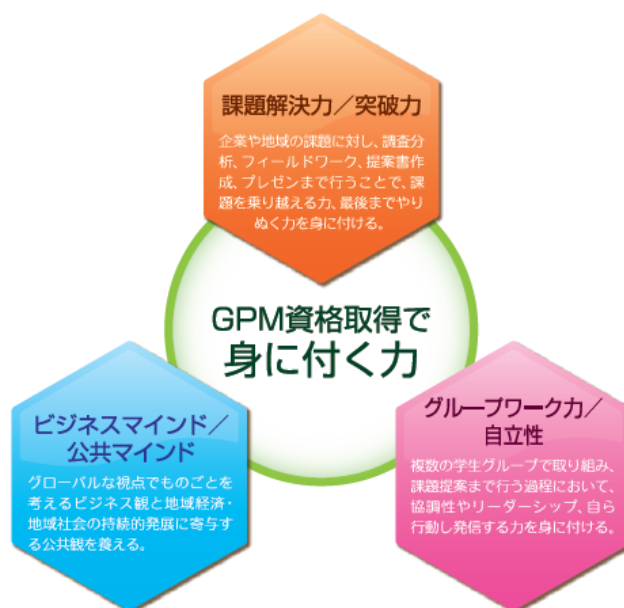 課題解決力／突破力
企業や地域の課題に対し、調査分
析、フィールドワーク、提案書作
成、プレゼンまで行うことで、課
題を乗り越える力、最後までやり
ぬく力を身に付ける。
GPM資格取得で
身に付く力
ビジネスマインド／
公共マインド
グローバルな視点でものごとを
考えるビジネス観と地域経済・
地域社会の持続的発展に寄与す
る公共観を養える。
グループワーク力／
自立性
複数の学生グループで取り組み、
課題提案まで行う過程において、
協調性やリーダーシップ、自ら
行動し発信する力を身に付ける。